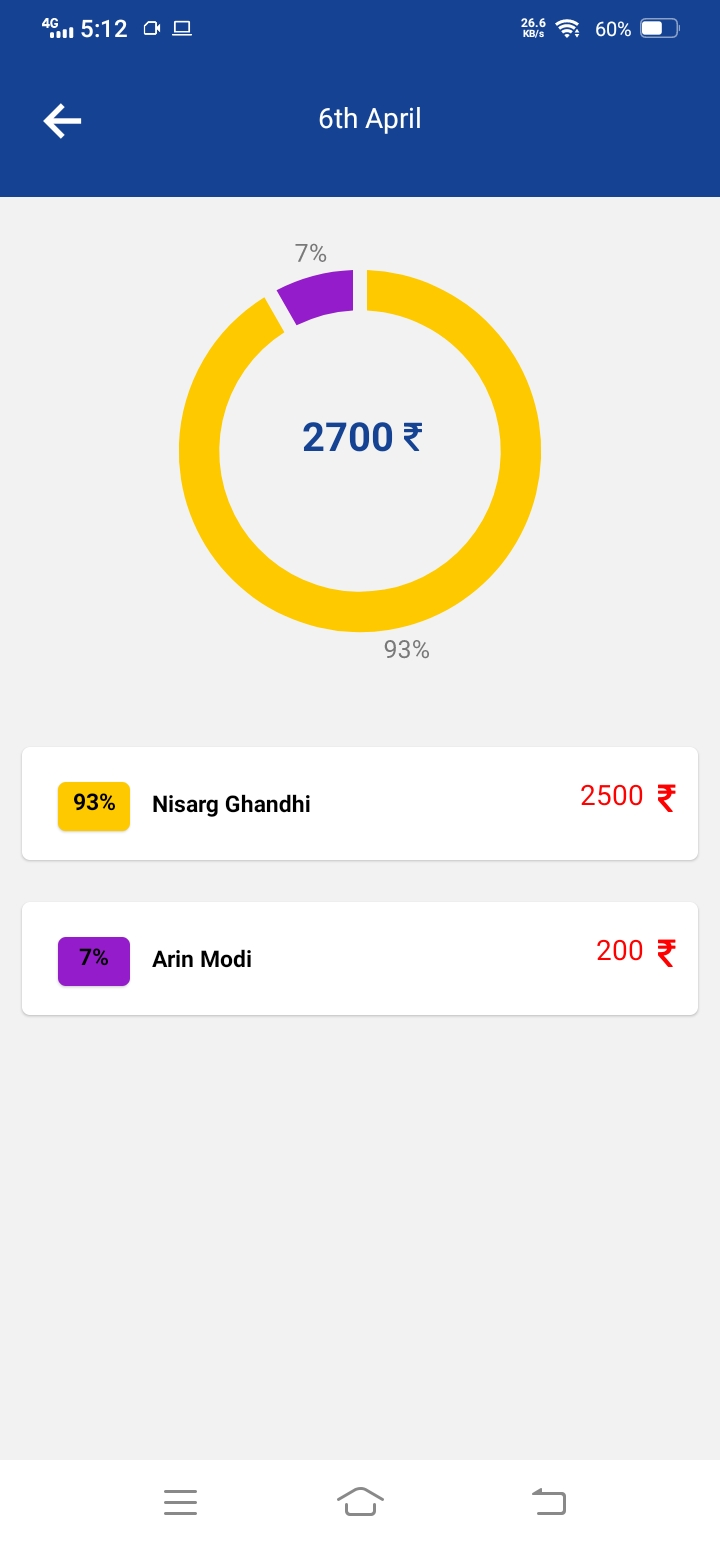 4G 5:12 26.6 KB/s 60%
6th April
7%
2700 ₹
93%
93% Nisarg Ghandhi 2500 ₹
7% Arin Modi 200 ₹